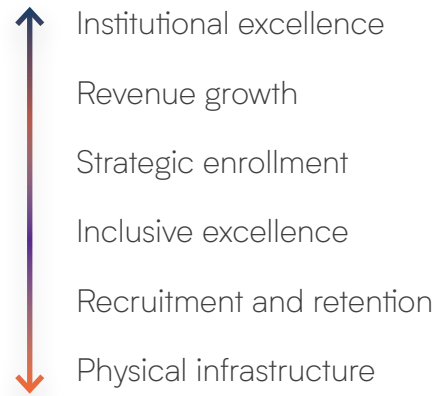 Institutional excellence
Revenue growth
Strategic enrollment
Inclusive excellence
Recruitment and retention
Physical infrastructure